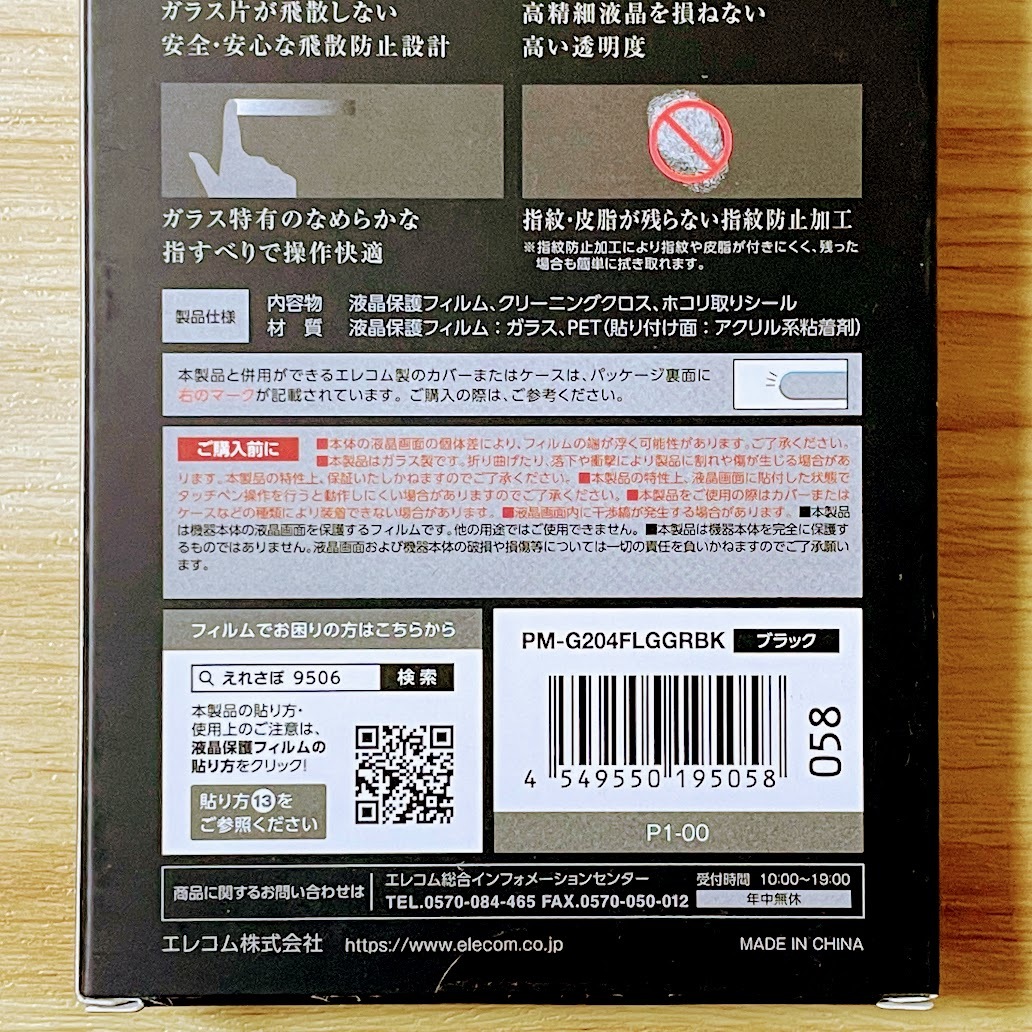 ガラス片が飛散しない
安全・安心な飛散防止設計
高精細液晶を損ねない
高い透明度
ガラス特有のなめらかな
指すべりで操作快適
指紋・皮脂が残らない指紋防止加工
※指紋防止加工により指紋や皮脂が付きにくく、残った
場合も簡単に拭き取れます。
製品仕様
内容物 液晶保護フィルム、クリーニングクロス、ホコリ取りシール
材 質 液晶保護フィルム：ガラス、PET（貼り付け面：アクリル系粘着剤）
本製品と併用ができるエレコム製のカバーまたはケースは、パッケージ裏面に
右のマークが記載されています。ご購入の際は、ご参考ください。
ご購入前に ■本体の液晶画面の個体差により、フィルムの端が浮く可能性があります。ご了承ください。
■本製品はガラス製です。折り曲げたり、落下や衝撃により製品に割れや傷が生じる場合があ
ります。本製品の特性上、保証いたしかねますのでご了承ください。■本製品の特性上、液晶画面に貼付した状態で
タッチペン操作を行うと動作しにくい場合がありますのでご了承ください。■本製品をご使用の際はカバーまたは
ケースなどの種類により装着できない場合があります。■液晶画面内に干渉縞が発生する場合があります。■本製品
は機器本体の液晶画面を保護するフィルムです。他の用途ではご使用できません。■本製品は機器本体を完全に保護す
るものではありません。液晶画面および機器本体の破損や損傷等については一切の責任を負いかねますのでご了承願い
ます。
フィルムでお困りの方はこちらから
えれさぽ 9506 検索
本製品の貼り方・
使用上のご注意は、
液晶保護フィルムの
貼り方をクリック!
貼り方⑬を
ご参照ください
PM-G204FLGGRBK ブラック
4 549550 195058
058
P1-00
商品に関するお問い合わせは
エレコム総合インフォメーションセンター
TEL.0570-084-465 FAX.0570-050-012
受付時間 10:00～19:00
年中無休
エレコム株式会社 https://www.elecom.co.jp
MADE IN CHINA